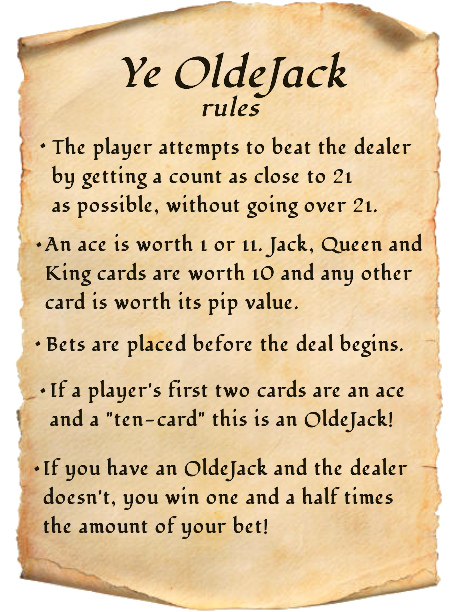 Ye OldeJack
rules
• The player attempts to beat the dealer
by getting a count as close to 21
as possible, without going over 21.
• An ace is worth 1 or 11. Jack, Queen and
King cards are worth 10 and any other
card is worth its pip value.
• Bets are placed before the deal begins.
• If a player's first two cards are an ace
and a "ten-card" this is an OldeJack!
• If you have an OldeJack and the dealer
doesn't, you win one and a half times
the amount of your bet!